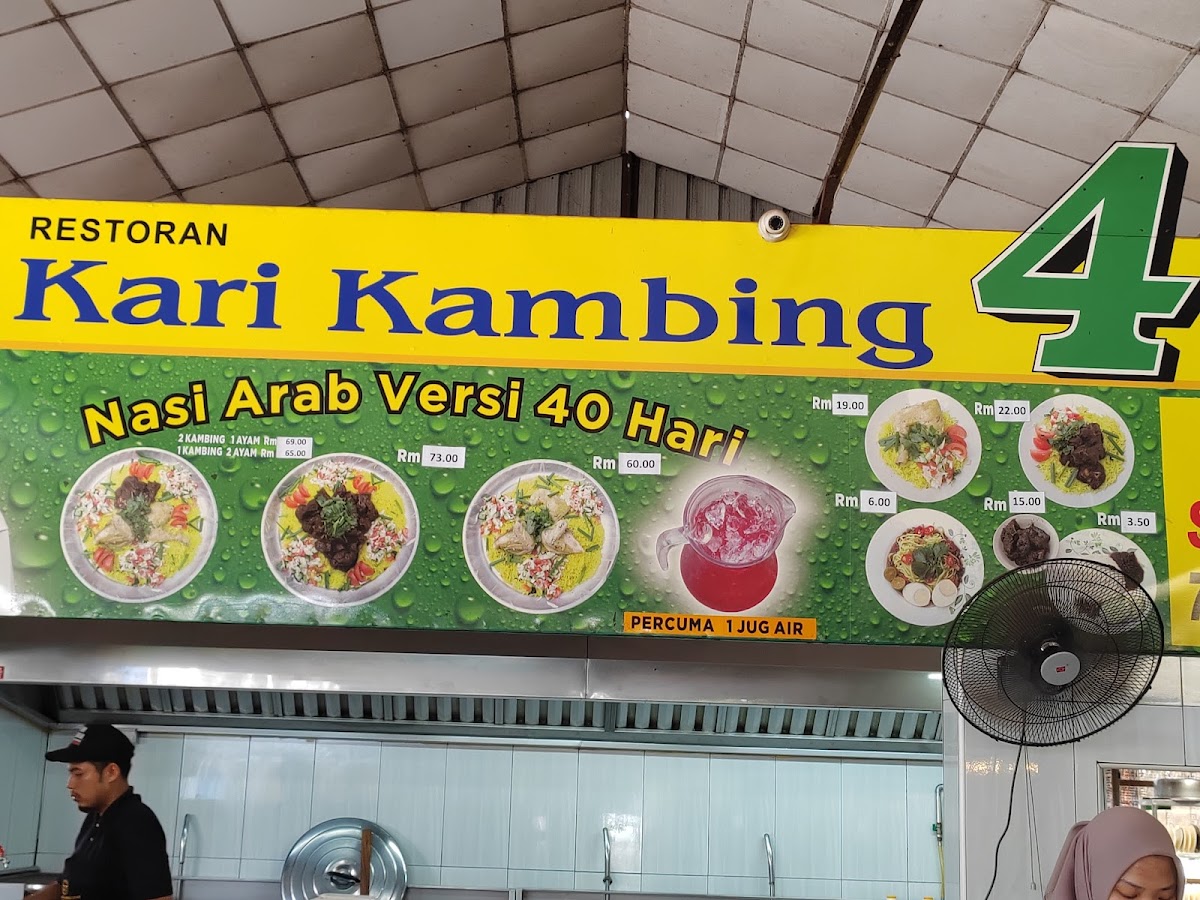 RESTORAN
Kari Kambing 4
Nasi Arab Versi 40 Hari
2 KAMBING 1 AYAM Rm 69.00
1 KAMBING 2 AYAM Rm 65.00
Rm 73.00
Rm 60.00
Rm 19.00
Rm 22.00
Rm 6.00
Rm 15.00
Rm 3.50
PERCUMA 1 JUG AIR